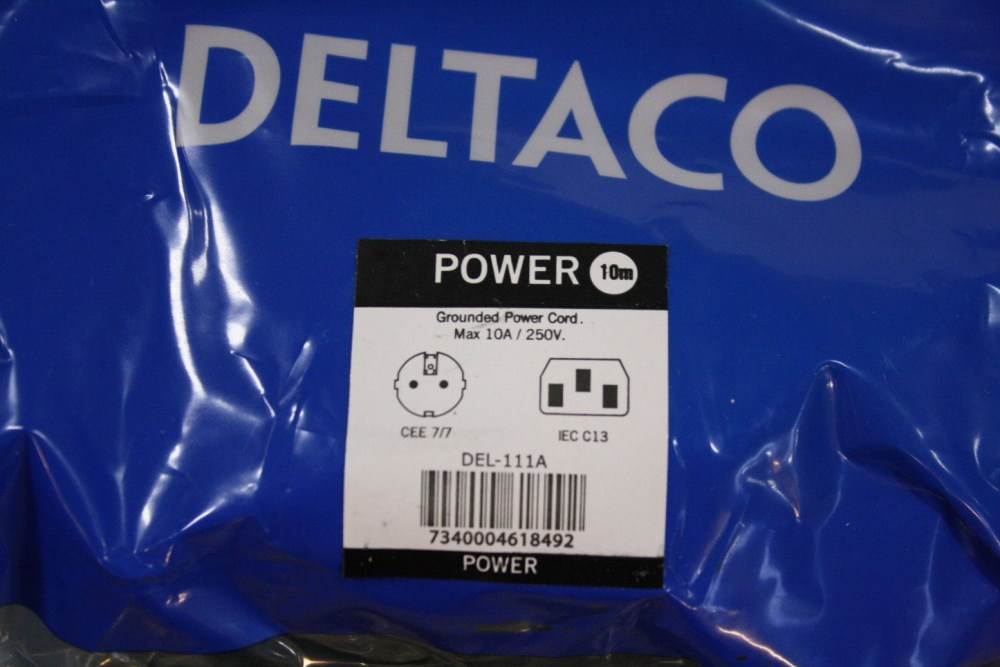 DELTACO
POWER 10m
Grounded Power Cord.
Max 10A / 250V.
CEE 7/7 IEC C13
DEL-111A
7340004618492
POWER